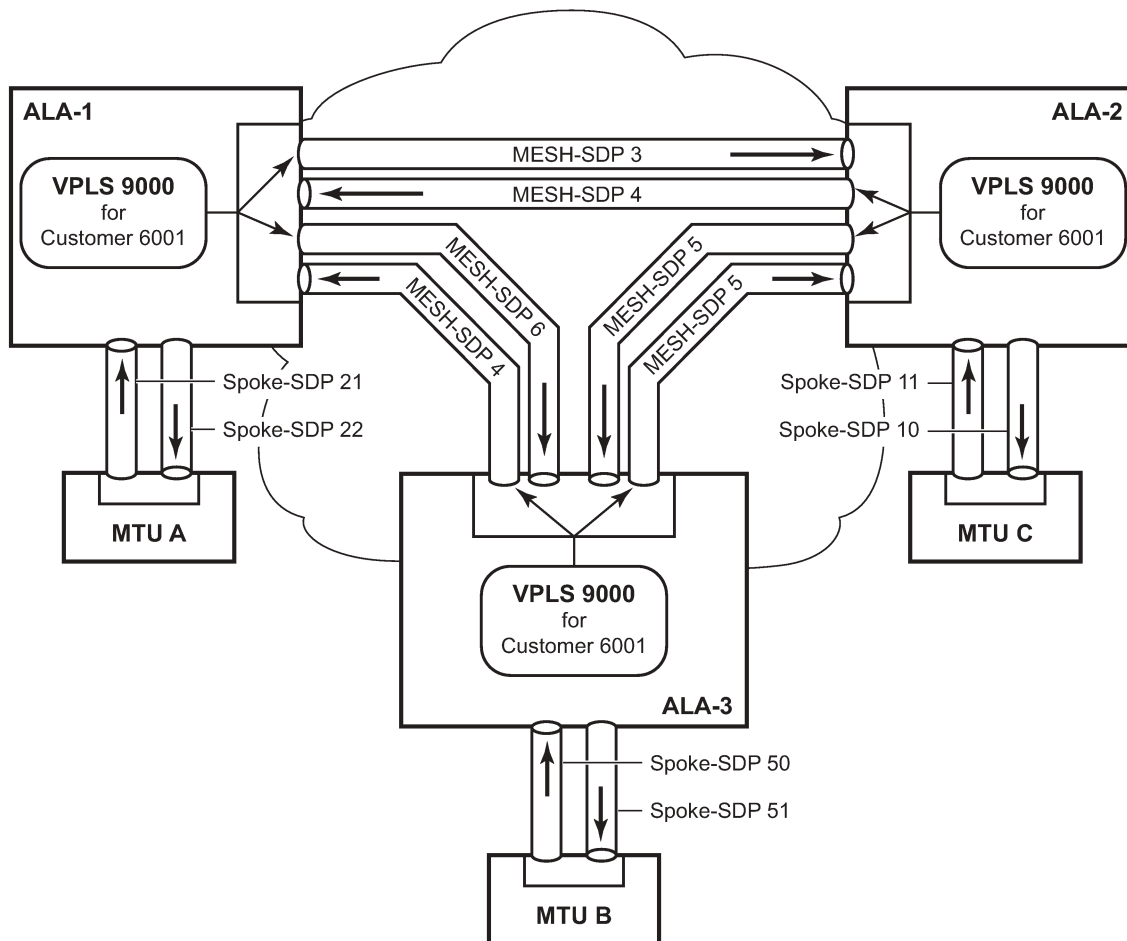 ALA-1
ALA-2
VPLS 9000
for
Customer 6001
MESH-SDP 3
MESH-SDP 4
VPLS 9000
for
Customer 6001
MESH-SDP 6
MESH-SDP 4
MESH-SDP 5
MESH-SDP 5
Spoke-SDP 21
Spoke-SDP 22
Spoke-SDP 11
Spoke-SDP 10
MTU A
MTU C
VPLS 9000
for
Customer 6001
ALA-3
Spoke-SDP 50
Spoke-SDP 51
MTU B